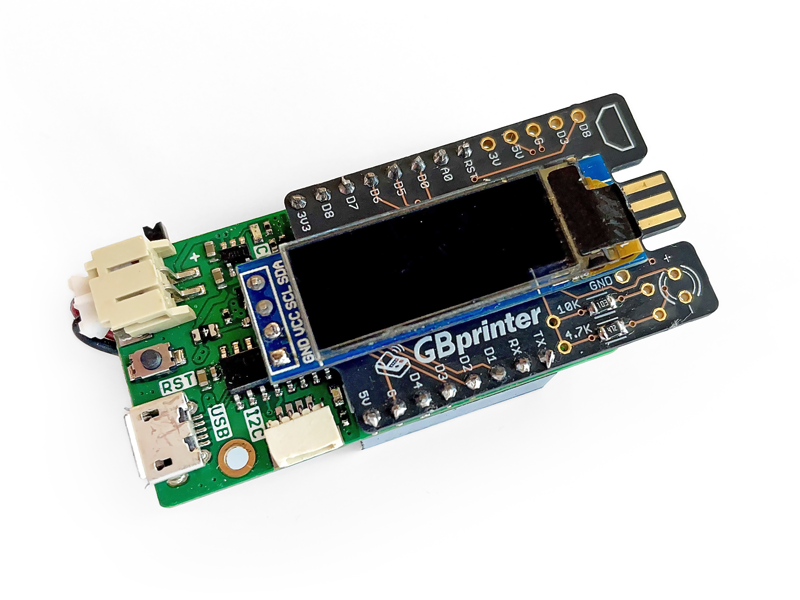 3V3 D8 D7 D6 D5 D0 A0 RST
3V 5V G D3 D8
GND VCC SCL SDA
GBprinter
5V G D4 D3 D2 D1 RX TX
GND
+
10K
4.7K
+
C
RST
USB
I2C